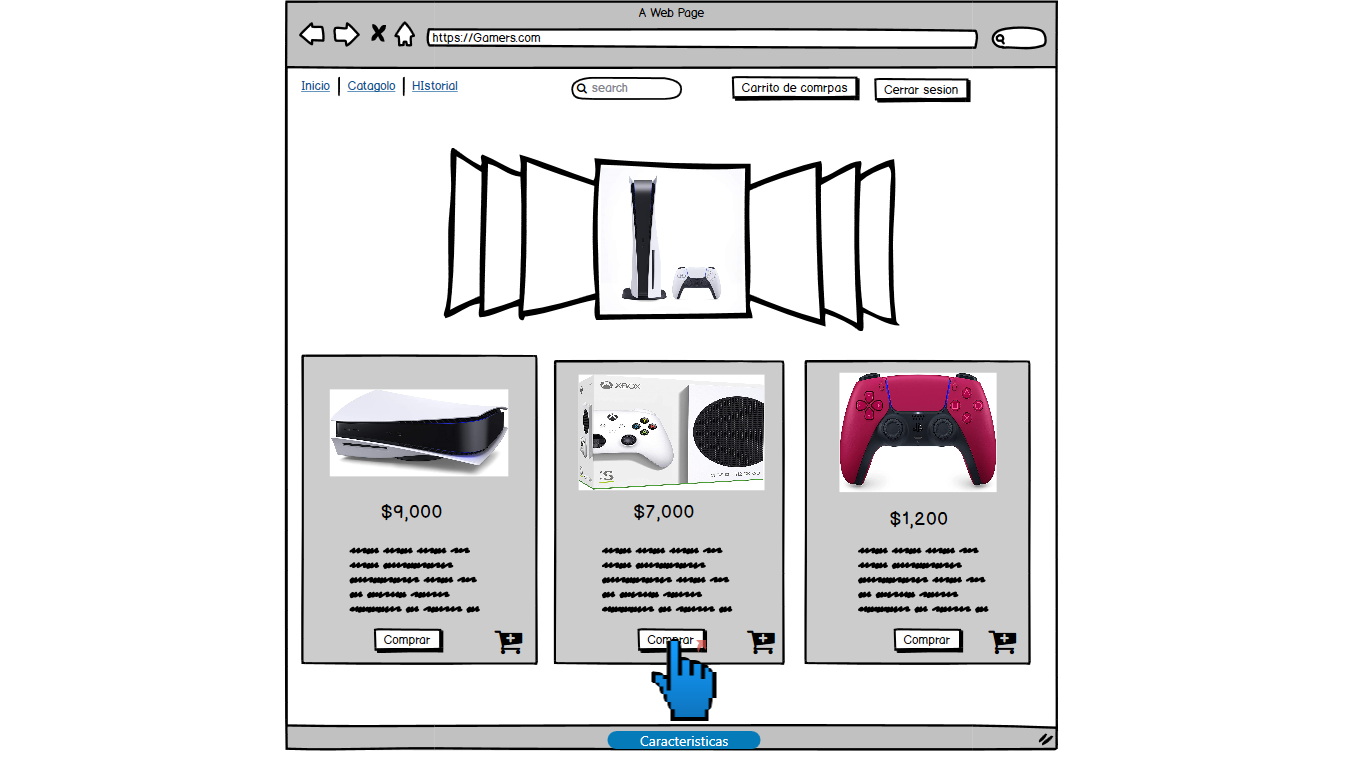 A Web Page
https://Gamers.com
Inicio
Catagolo
HIstorial
search
Carrito de comrpas
Cerrar sesion
XBOX
S
$9,000
$7,000
$1,200
Comprar
Comprar
Comprar
Caracteristicas